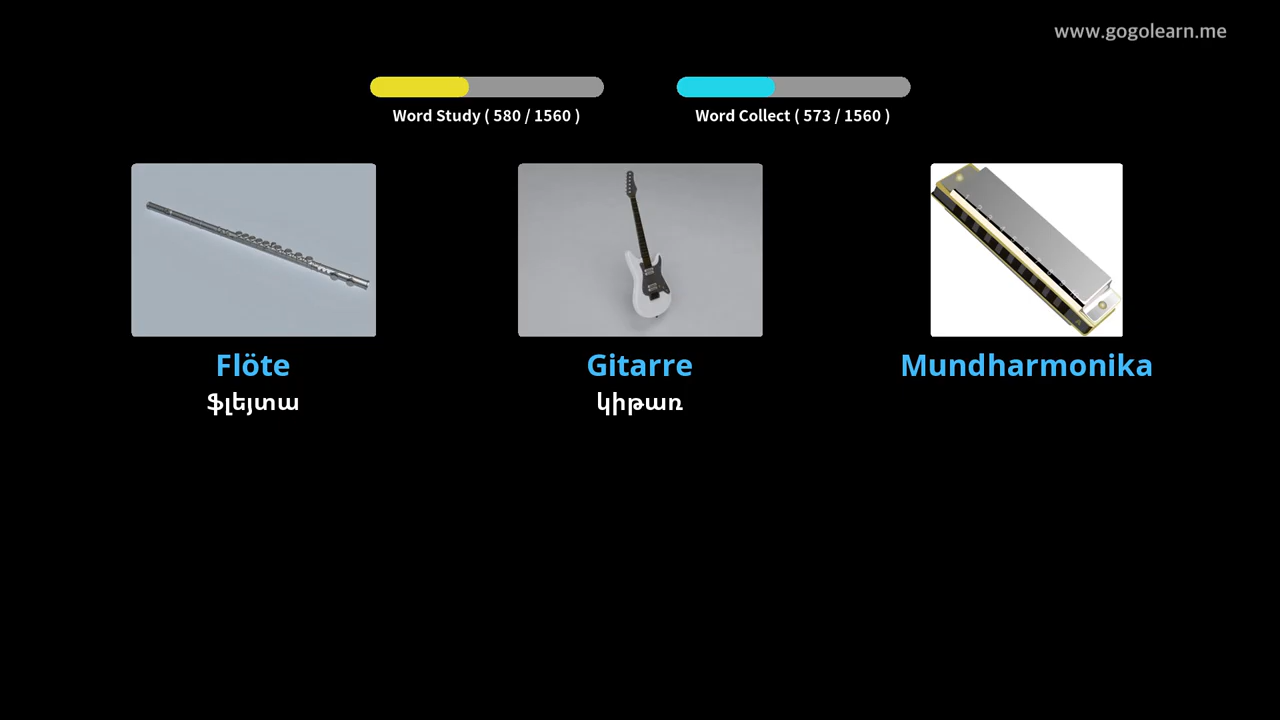 www.gogolearn.me
Word Study ( 580 / 1560 )
Word Collect ( 573 / 1560 )
Flöte
Gitarre
Mundharmonika
ֆլեյտա
կիթառ